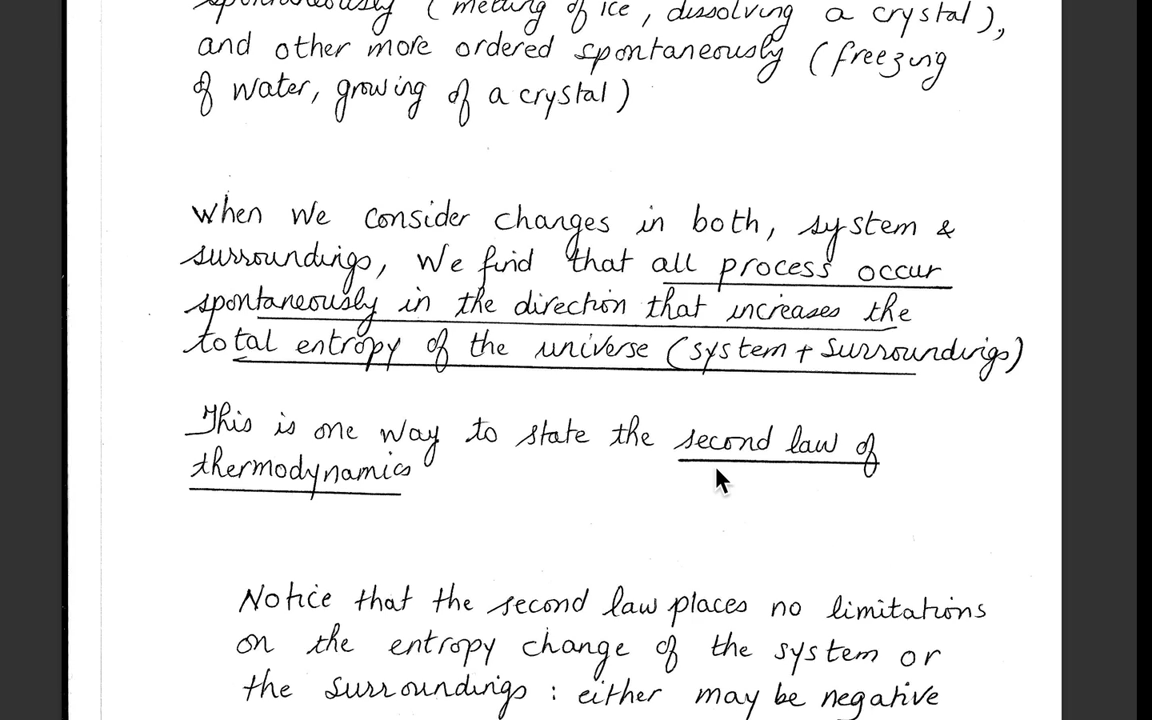 spontaneously (melting of ice, dissolving a crystal),
and other more ordered spontaneously (freezing
of water, growing of a crystal)
When we consider changes in both, system &
surroundings, we find that all process occur
spontaneously in the direction that increases the
total entropy of the universe (system + surroundings)
This is one way to state the second law of
thermodynamics
Notice that the second law places no limitations
on the entropy change of the system or
the surroundings : either may be negative